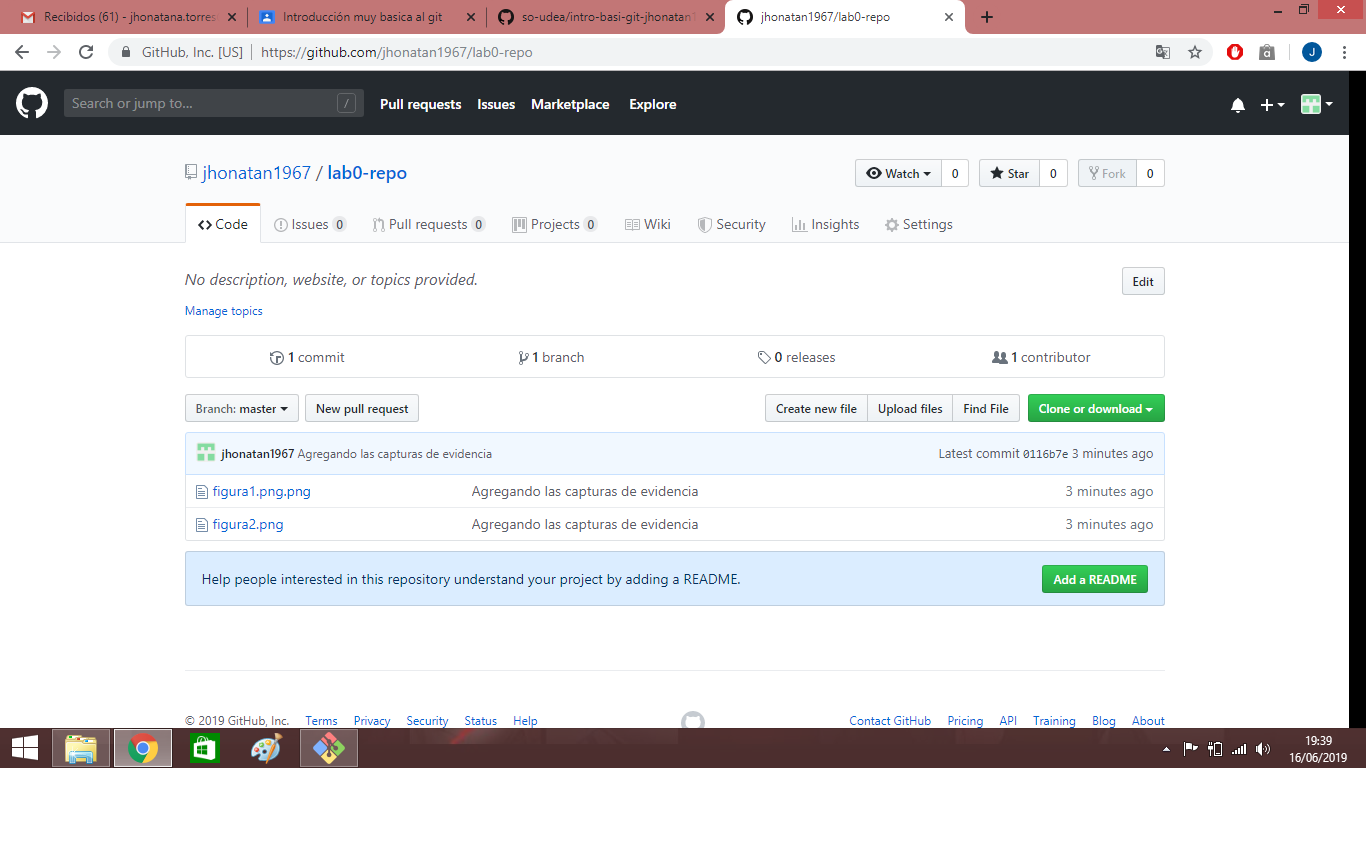 Recibidos (61) - jhonatana.torres
Introducción muy basica al git
so-udea/intro-basi-git-jhonatan1
jhonatan1967/lab0-repo
GitHub, Inc. [US] https://github.com/jhonatan1967/lab0-repo
J
Search or jump to... /
Pull requests Issues Marketplace Explore
jhonatan1967 / lab0-repo
Watch 0 Star 0 Fork 0
Code Issues 0 Pull requests 0 Projects 0 Wiki Security Insights Settings
No description, website, or topics provided.
Edit
Manage topics
1 commit 1 branch 0 releases 1 contributor
Branch: master New pull request Create new file Upload files Find File Clone or download
jhonatan1967 Agregando las capturas de evidencia Latest commit 0116b7e 3 minutes ago
figura1.png.png Agregando las capturas de evidencia 3 minutes ago
figura2.png Agregando las capturas de evidencia 3 minutes ago
Help people interested in this repository understand your project by adding a README. Add a README
© 2019 GitHub, Inc. Terms Privacy Security Status Help Contact GitHub Pricing API Training Blog About
19:39
16/06/2019